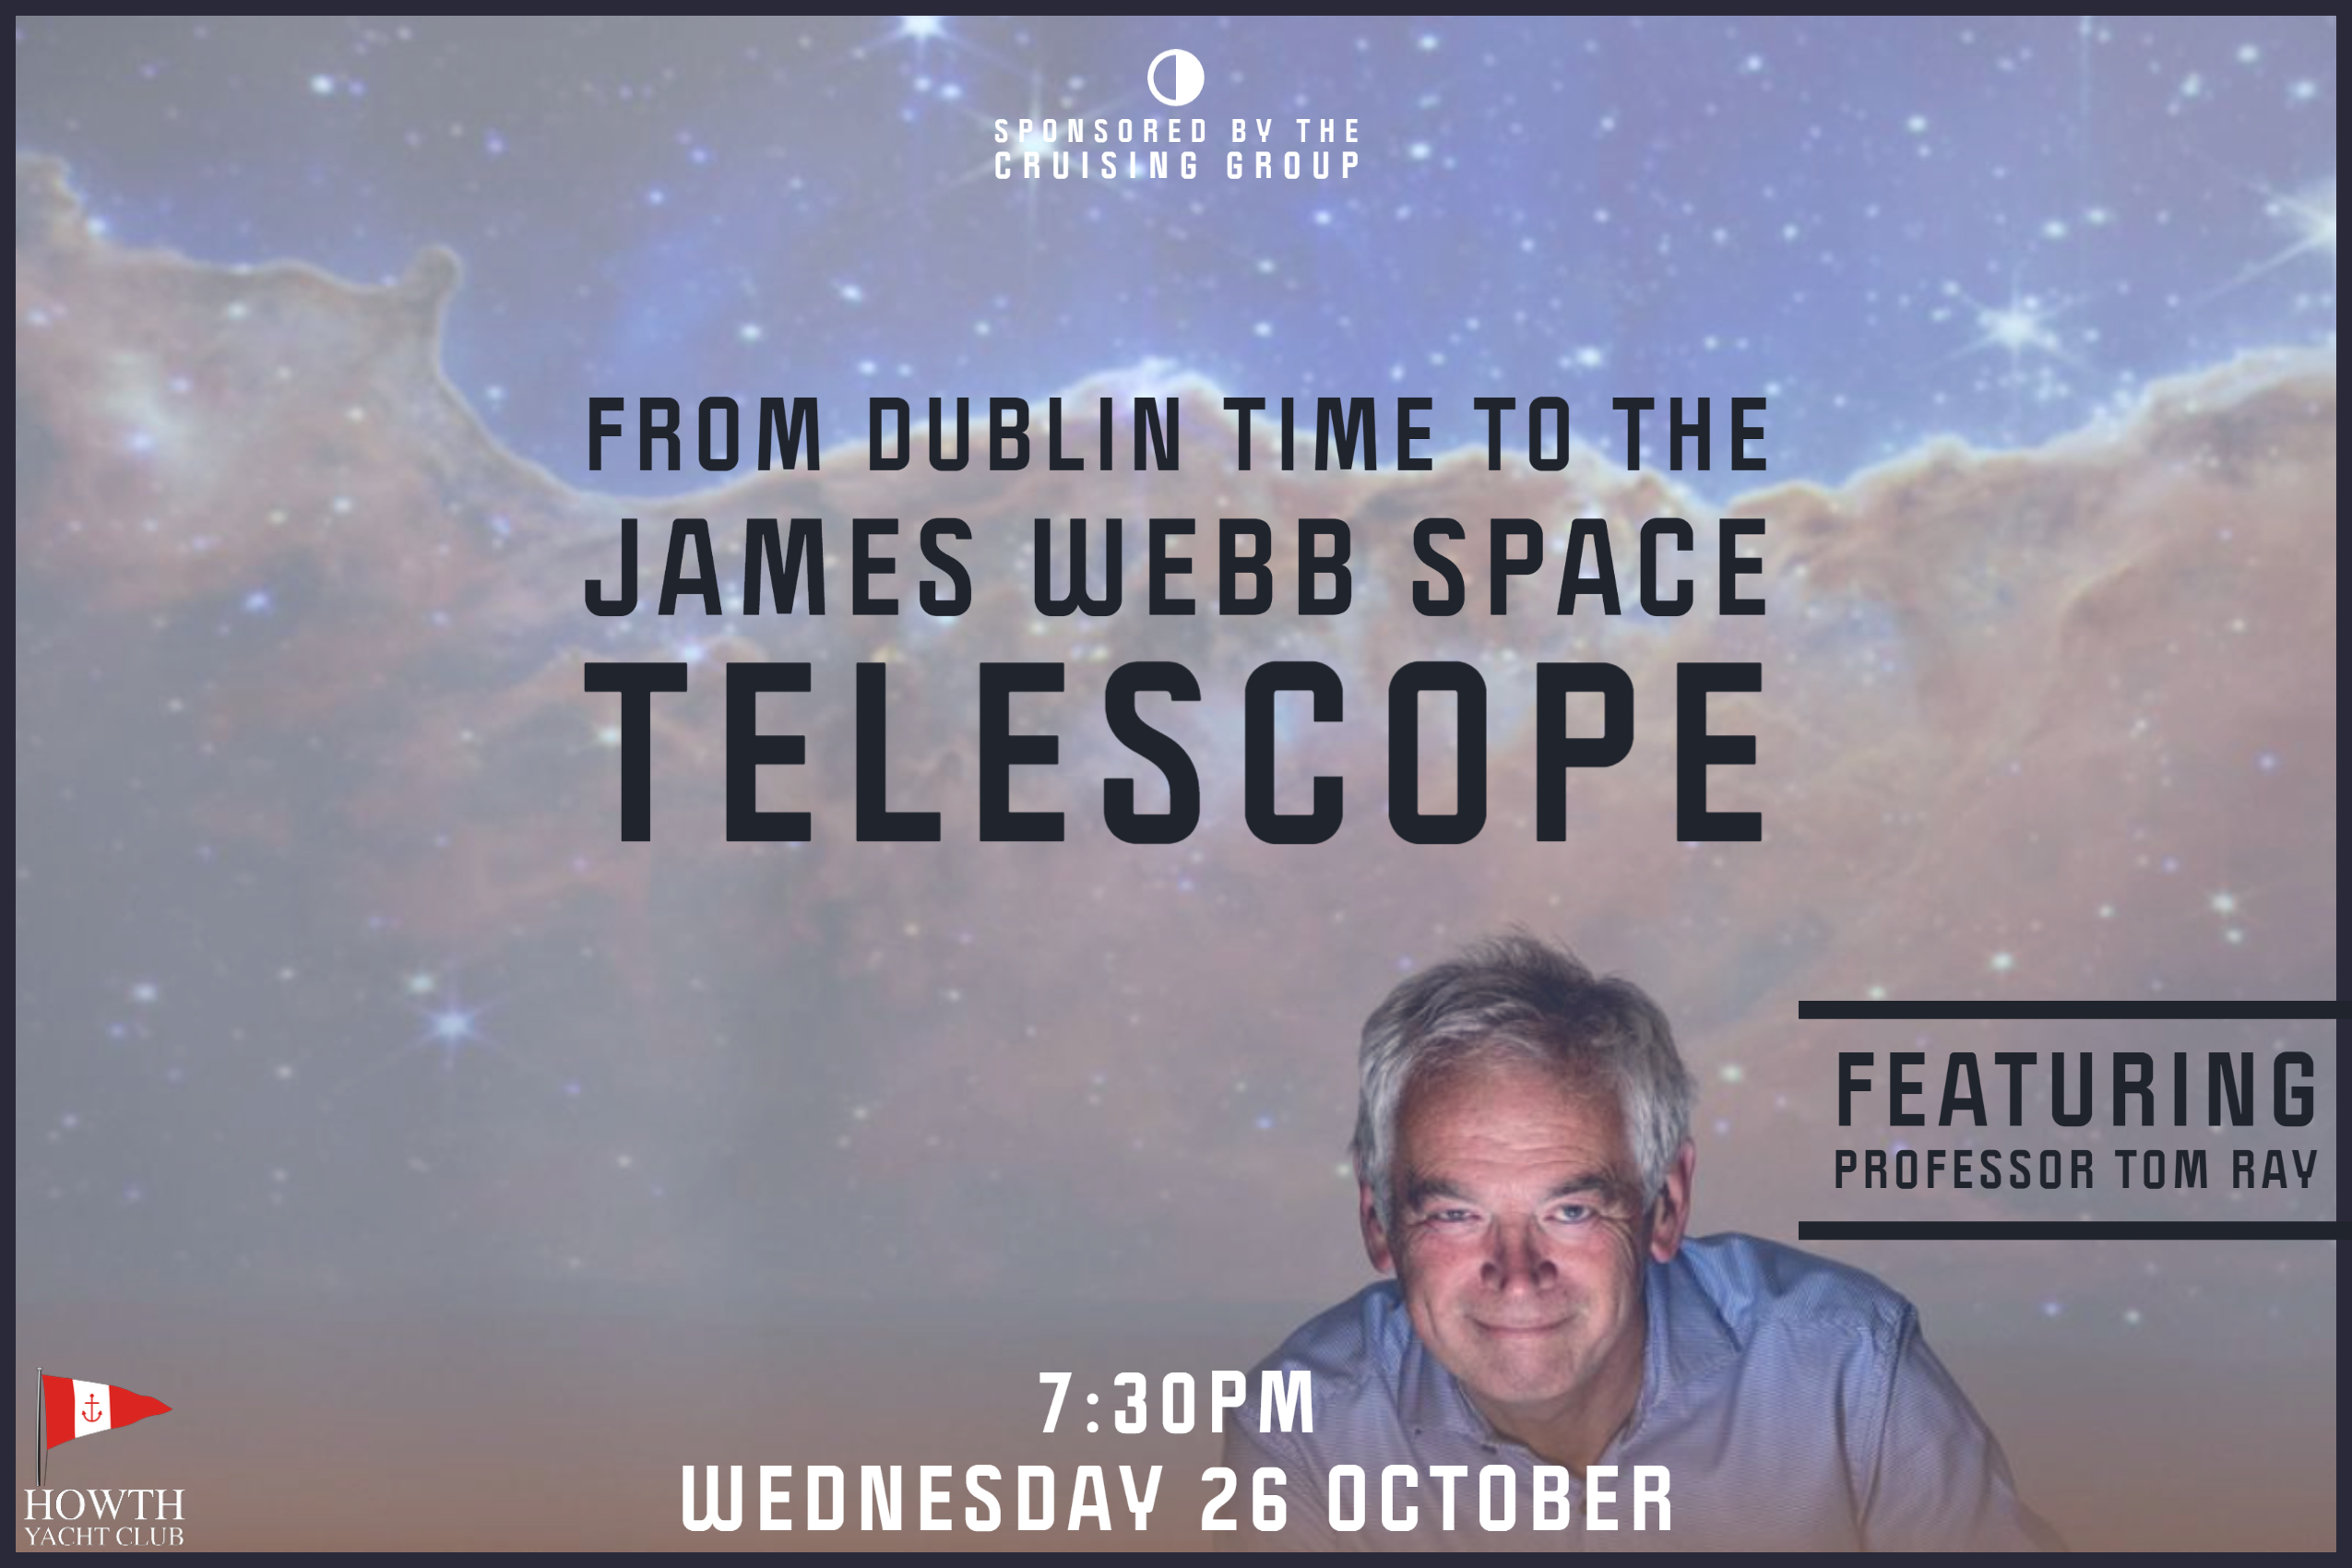 SPONSORED BY THE
CRUISING GROUP
FROM DUBLIN TIME TO THE
JAMES WEBB SPACE
TELESCOPE
FEATURING
PROFESSOR TOM RAY
7:30PM
WEDNESDAY 26 OCTOBER
HOWTH
YACHT CLUB